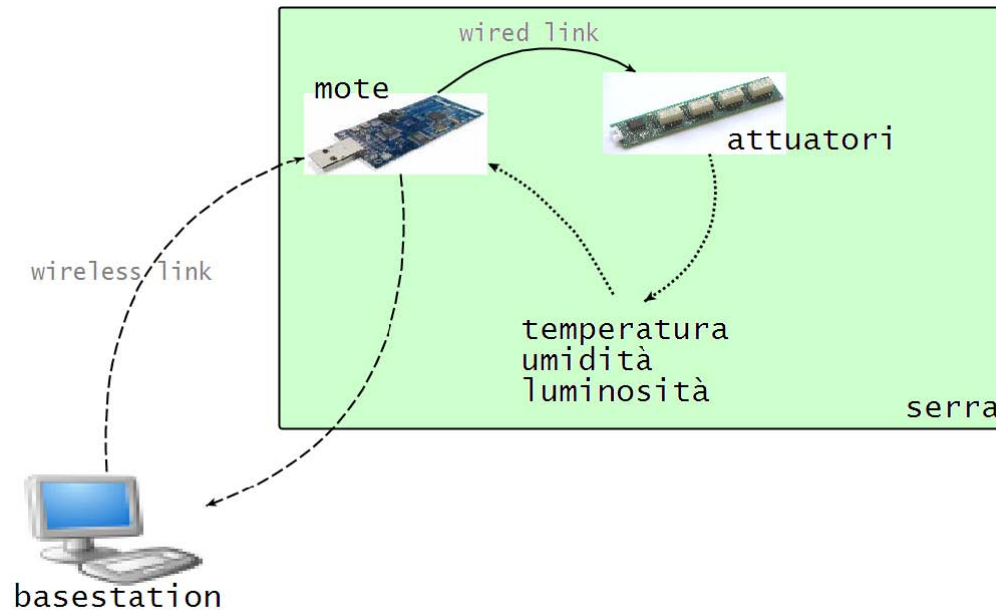 wired link
mote
attuatori
wireless link
temperatura
umidità
luminosità
serra
basestation